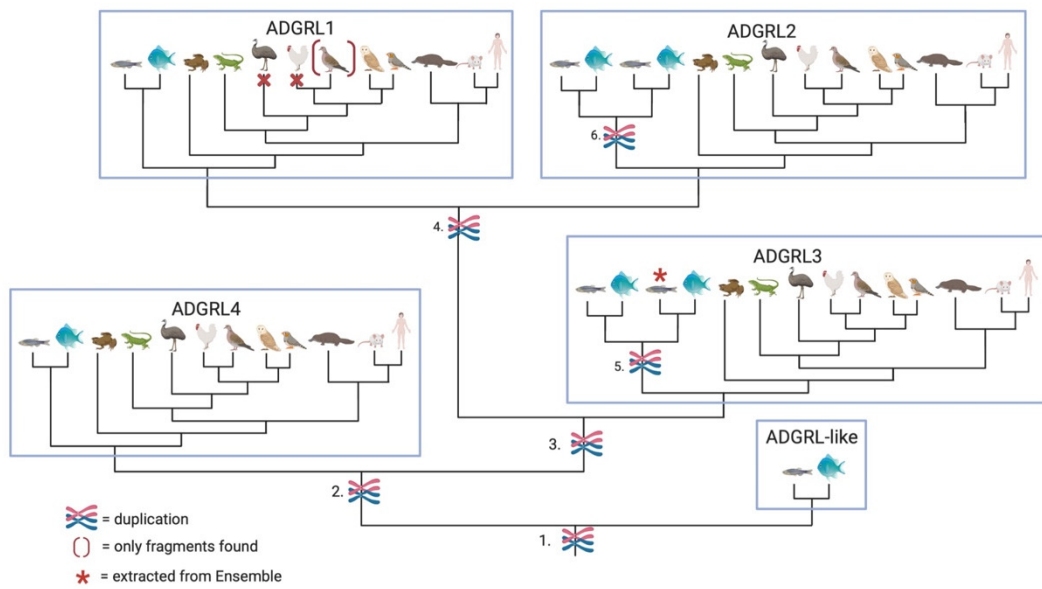 ADGRL1
ADGRL2
6.
4.
ADGRL3
ADGRL4
5.
3.
ADGRL-like
2.
1.
= duplication
= only fragments found
= extracted from Ensemble